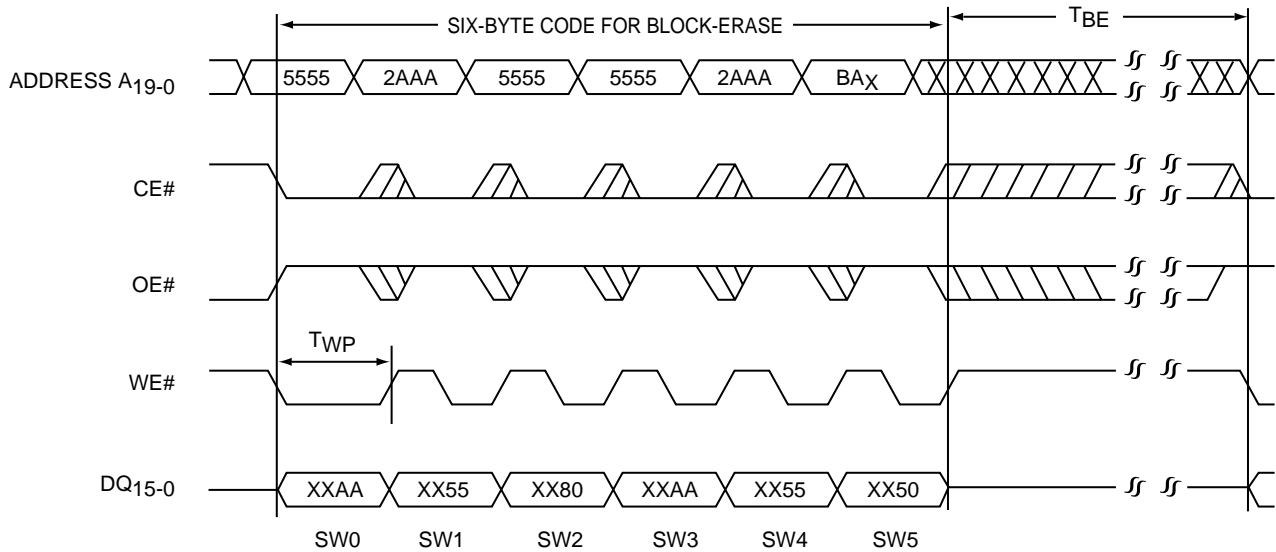 SIX-BYTE CODE FOR BLOCK-ERASE TBE
ADDRESS A19-0 5555 2AAA 5555 5555 2AAA BAX
CE#
OE#
TWP
WE#
DQ15-0 XXAA XX55 XX80 XXAA XX55 XX50
SW0 SW1 SW2 SW3 SW4 SW5